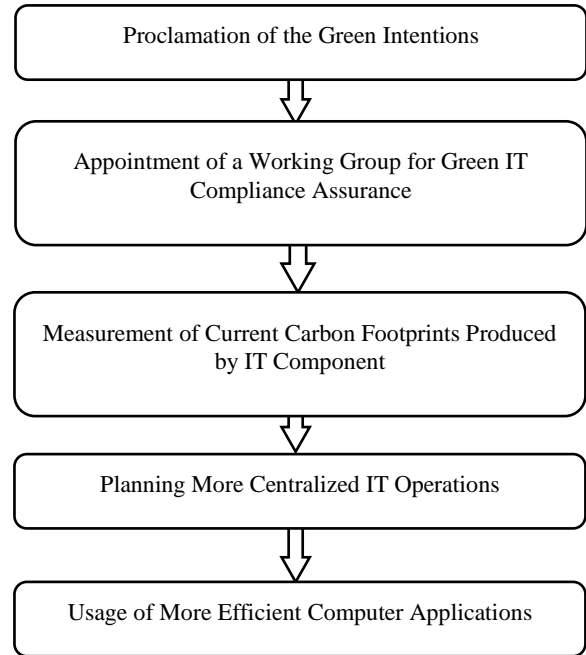 Proclamation of the Green Intentions
Appointment of a Working Group for Green IT
Compliance Assurance
Measurement of Current Carbon Footprints Produced
by IT Component
Planning More Centralized IT Operations
Usage of More Efficient Computer Applications